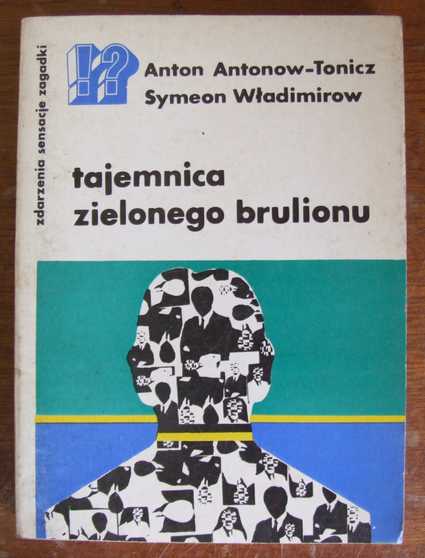 zdarzenia sensacje zagadki
!?
Anton Antonow-Tonicz
Symeon Władimirow
tajemnica
zielonego brulionu